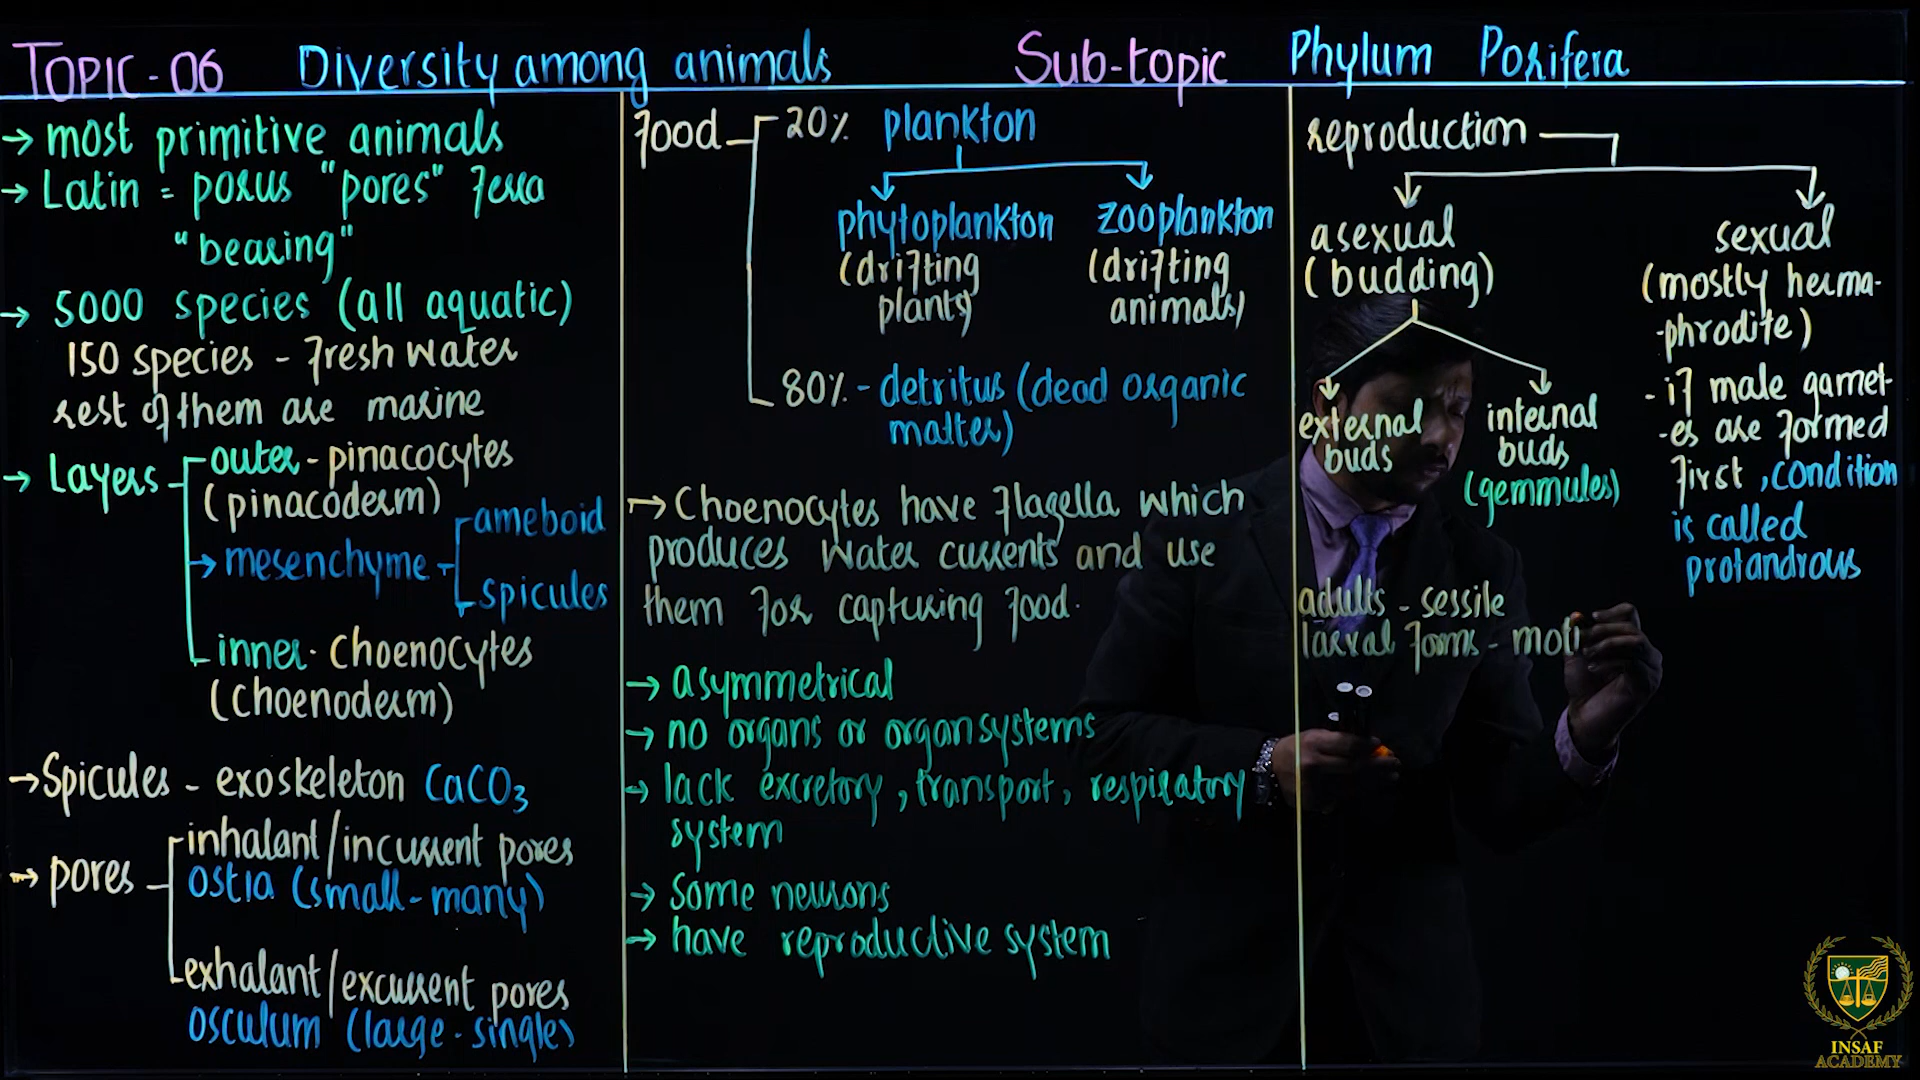 TOPIC-06 Diversity among animals Sub-topic Phylum Porifera
→ most primitive animals
→ Latin = porus "pores" ferra
"bearing"
→ 5000 species (all aquatic)
150 species - fresh water
rest of them are marine
→ Layers
outer - pinacocytes
(pinacoderm)
→ mesenchyme
ameboid
spicules
inner - Choenocytes
(Choenoderm)
→ Spicules - exoskeleton CaCO3
→ pores
inhalant/incurrent pores
ostia (small-many)
exhalant/excurrent pores
osculum (large-single)
food
20% plankton
phytoplankton
(drifting
plants)
zooplankton
(drifting
animals)
80% - detritus (dead organic
matter)
→ Choenocytes have flagella which
produces water currents and use
them for capturing food.
→ asymmetrical
→ no organs or organ systems
→ lack excretory, transport, respiratory
system
→ Some neurons
→ have reproductive system
reproduction
asexual
(budding)
external
buds
internal
buds
(gemmules)
sexual
(mostly herma-
-phrodite)
- if male gamet-
-es are formed
first, condition
is called
protandrous
adults - sessile
larval forms - moti
INSAF
ACADEMY